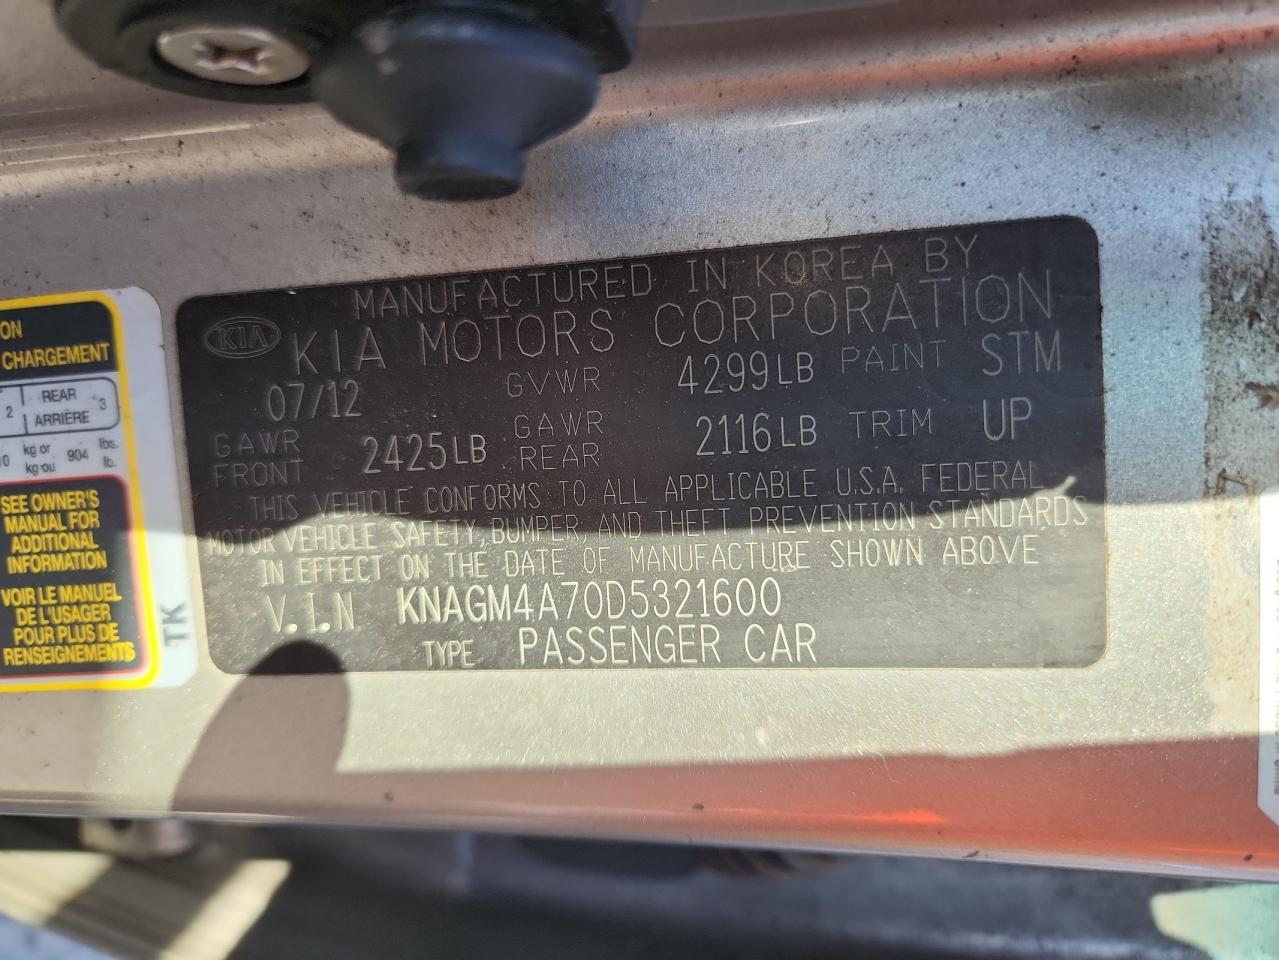 MANUFACTURED IN KOREA BY
KIA
KIA MOTORS CORPORATION
07/12 GVWR 4299LB PAINT STM
GAWR FRONT 2425LB GAWR REAR 2116LB TRIM UP
THIS VEHICLE CONFORMS TO ALL APPLICABLE U.S.A. FEDERAL
MOTOR VEHICLE SAFETY, BUMPER, AND THEFT PREVENTION STANDARDS
IN EFFECT ON THE DATE OF MANUFACTURE SHOWN ABOVE
V.I.N KNAGM4A70D5321600
TYPE PASSENGER CAR
CHARGEMENT
2 REAR
ARRIÈRE 3
kg or 904 lbs.
kg ou lb.
SEE OWNER'S
MANUAL FOR
ADDITIONAL
INFORMATION
VOIR LE MANUEL
DE L'USAGER
POUR PLUS DE
RENSEIGNEMENTS
TK